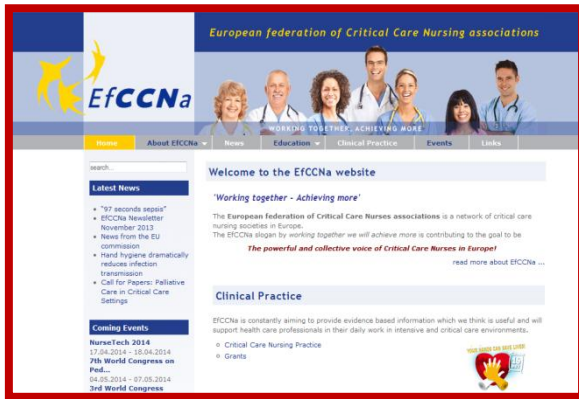 European federation of Critical Care Nursing associations
EfCCNa
WORKING TOGETHER, ACHIEVING MORE
Home About EfCCNa News Education Clinical Practice Events Links
search...
Latest News
"97 seconds sepsis"
EfCCNa Newsletter
November 2013
News from the EU
commission
Hand hygiene dramatically
reduces infection
transmission
Call for Papers: Palliative
Care in Critical Care
Settings
Coming Events
NurseTech 2014
17.04.2014 - 18.04.2014
7th World Congress on
Ped...
04.05.2014 - 07.05.2014
3rd World Congress
Welcome to the EfCCNa website
'Working together - Achieving more'
The European federation of Critical Care Nurses associations is a network of critical care
nursing societies in Europe.
The EfCCNa slogan by working together we will achieve more is contributing to the goal to be
The powerful and collective voice of Critical Care Nurses in Europe!
read more about EfCCNa ...
Clinical Practice
EfCCNa is constantly aiming to provide evidence based information which we think is useful and will
support health care professionals in their daily work in intensive and critical care environments.
Critical Care Nursing Practice
Grants
YOUR HANDS CAN SAVE LIVES!